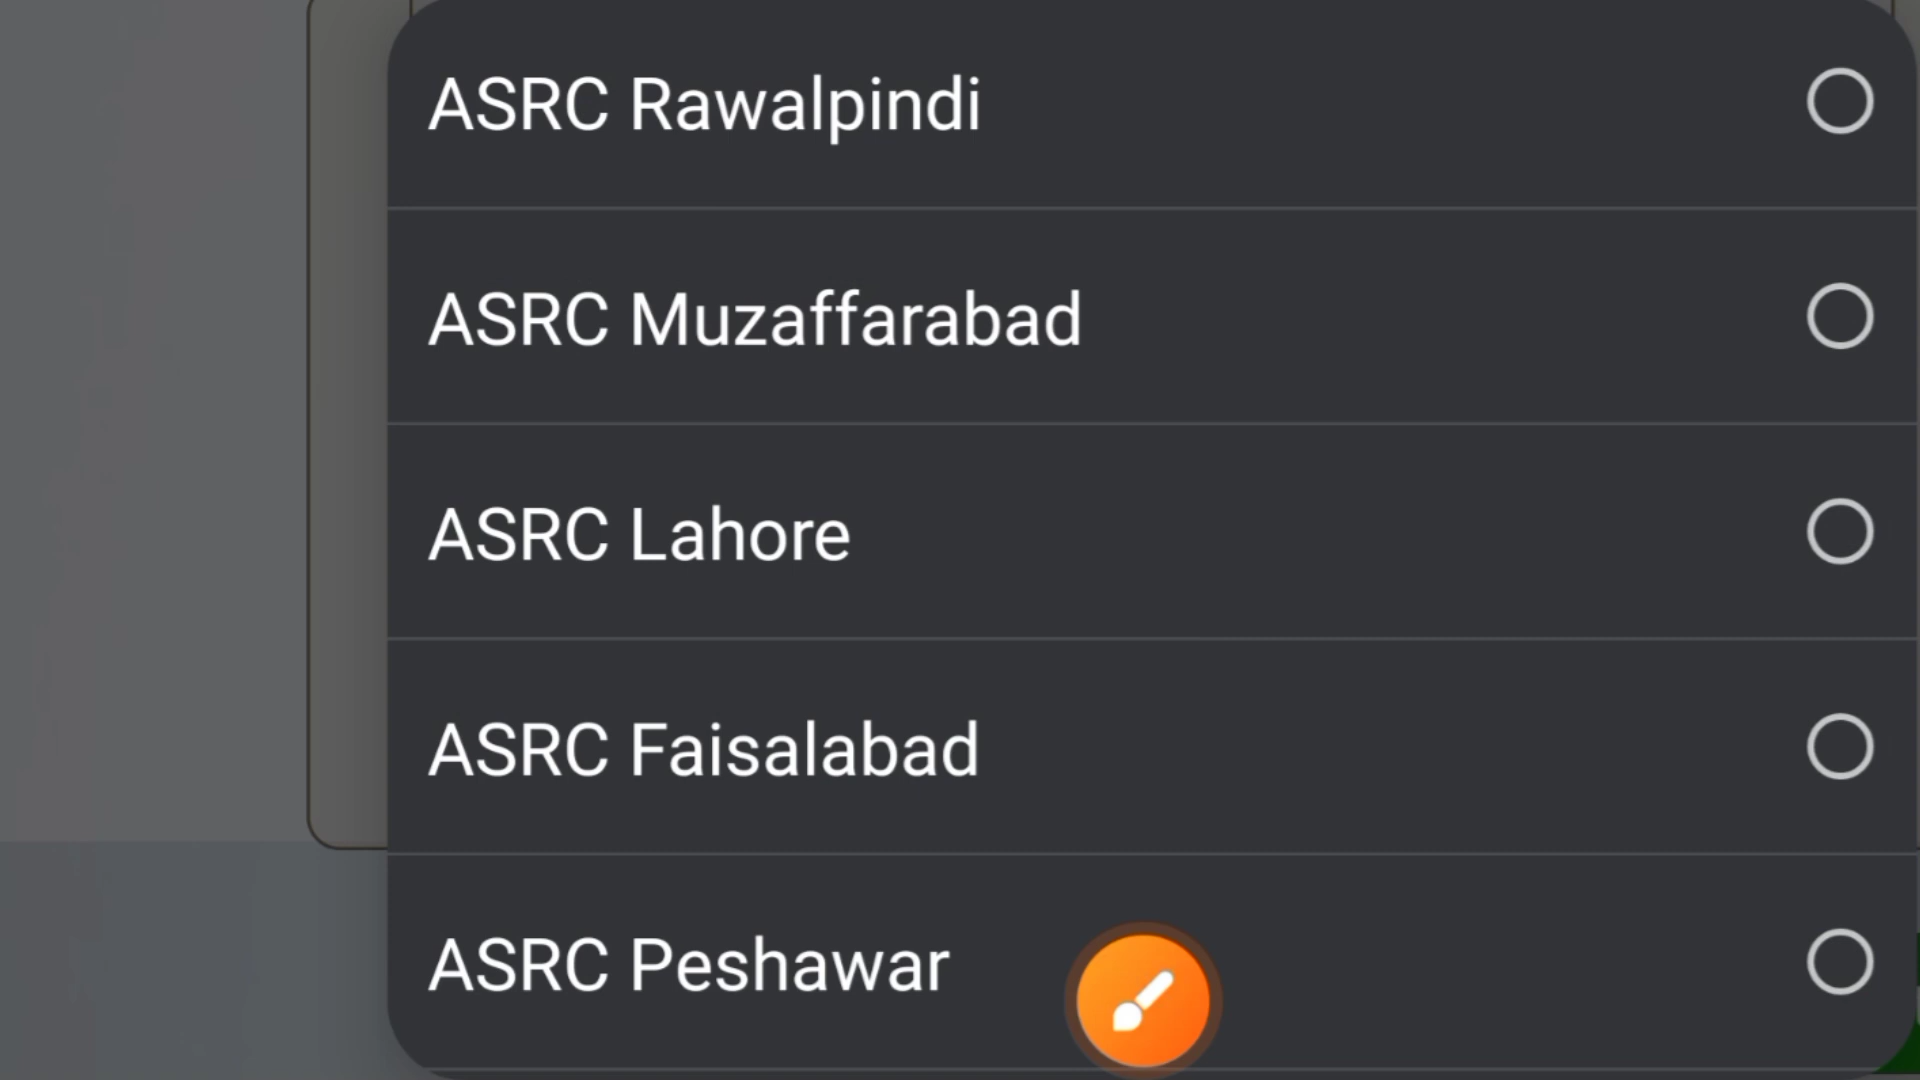 ASRC Rawalpindi
ASRC Muzaffarabad
ASRC Lahore
ASRC Faisalabad
ASRC Peshawar